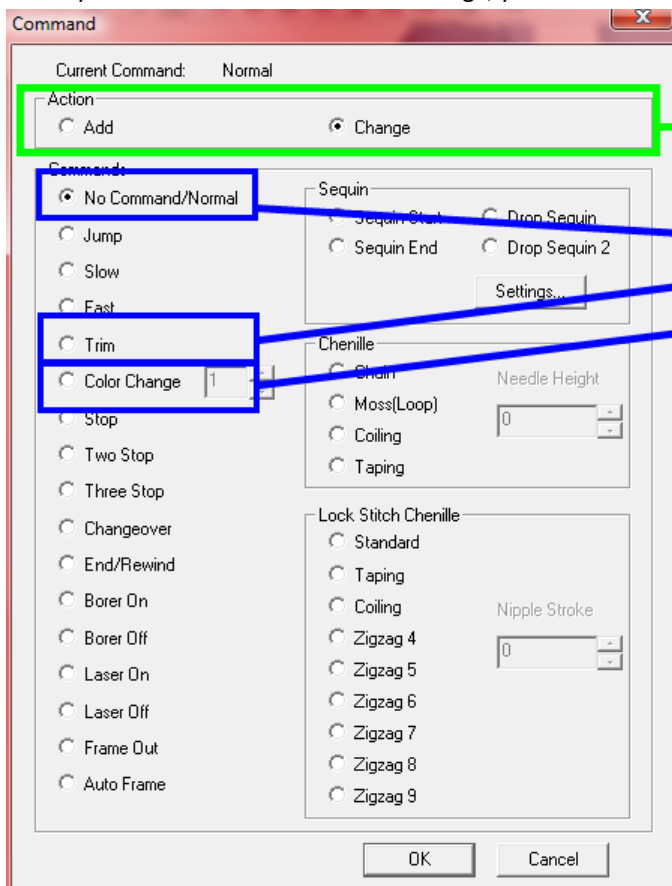 Command
Current Command: Normal
Action
Add
Change
Commands
No Command/Normal
Jump
Slow
Fast
Trim
Color Change 1
Stop
Two Stop
Three Stop
Changeover
End/Rewind
Borer On
Borer Off
Laser On
Laser Off
Frame Out
Auto Frame
Sequin
Sequin Start
Drop Sequin
Sequin End
Drop Sequin 2
Settings...
Chenille
Chain
Needle Height
Moss(Loop)
0
Coiling
Taping
Lock Stitch Chenille
Standard
Taping
Coiling
Nipple Stroke
Zigzag 4
0
Zigzag 5
Zigzag 6
Zigzag 7
Zigzag 8
Zigzag 9
OK
Cancel